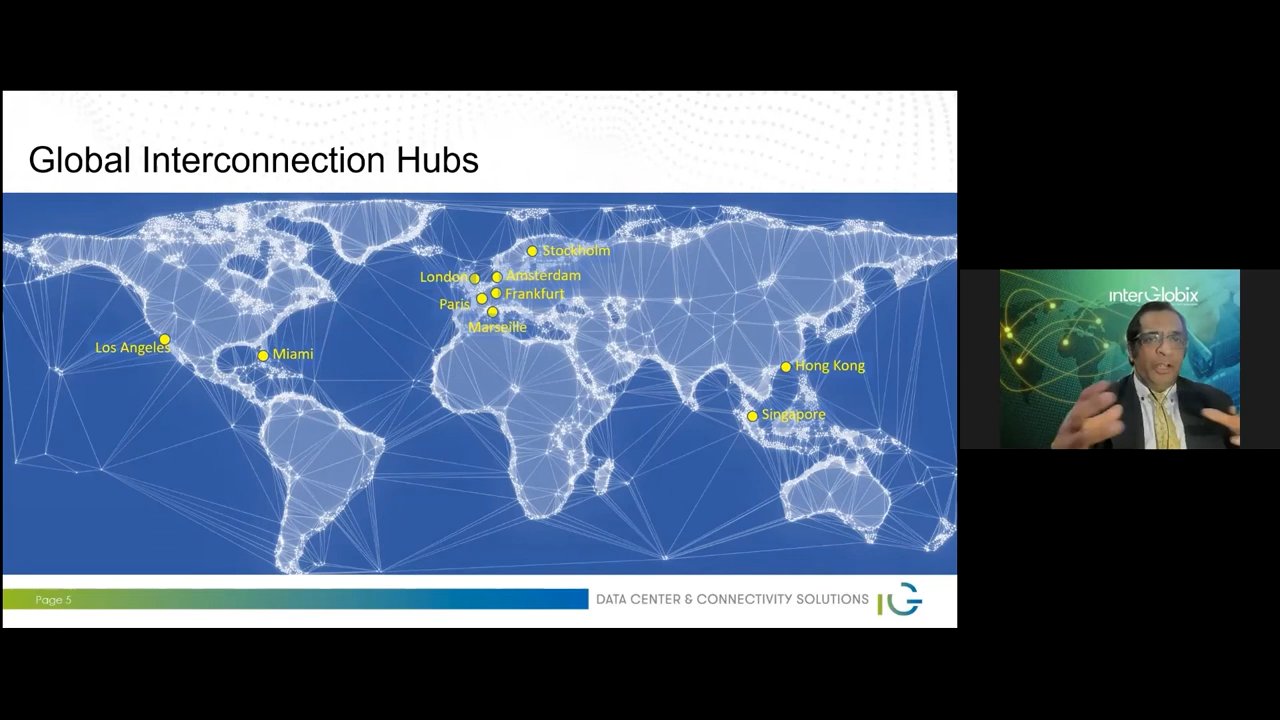 Global Interconnection Hubs
Stockholm
London
Amsterdam
Frankfurt
Paris
Marseille
Los Angeles
Miami
Hong Kong
Singapore
Page 5
DATA CENTER & CONNECTIVITY SOLUTIONS
IG
interGlobix